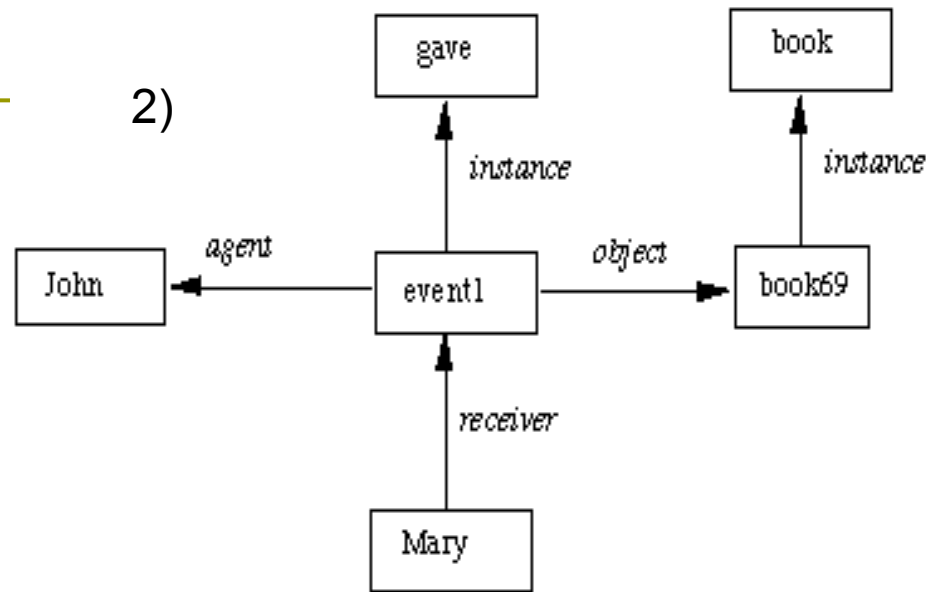 2)
gave
book
instance
instance
agent
object
John
event1
book69
receiver
Mary